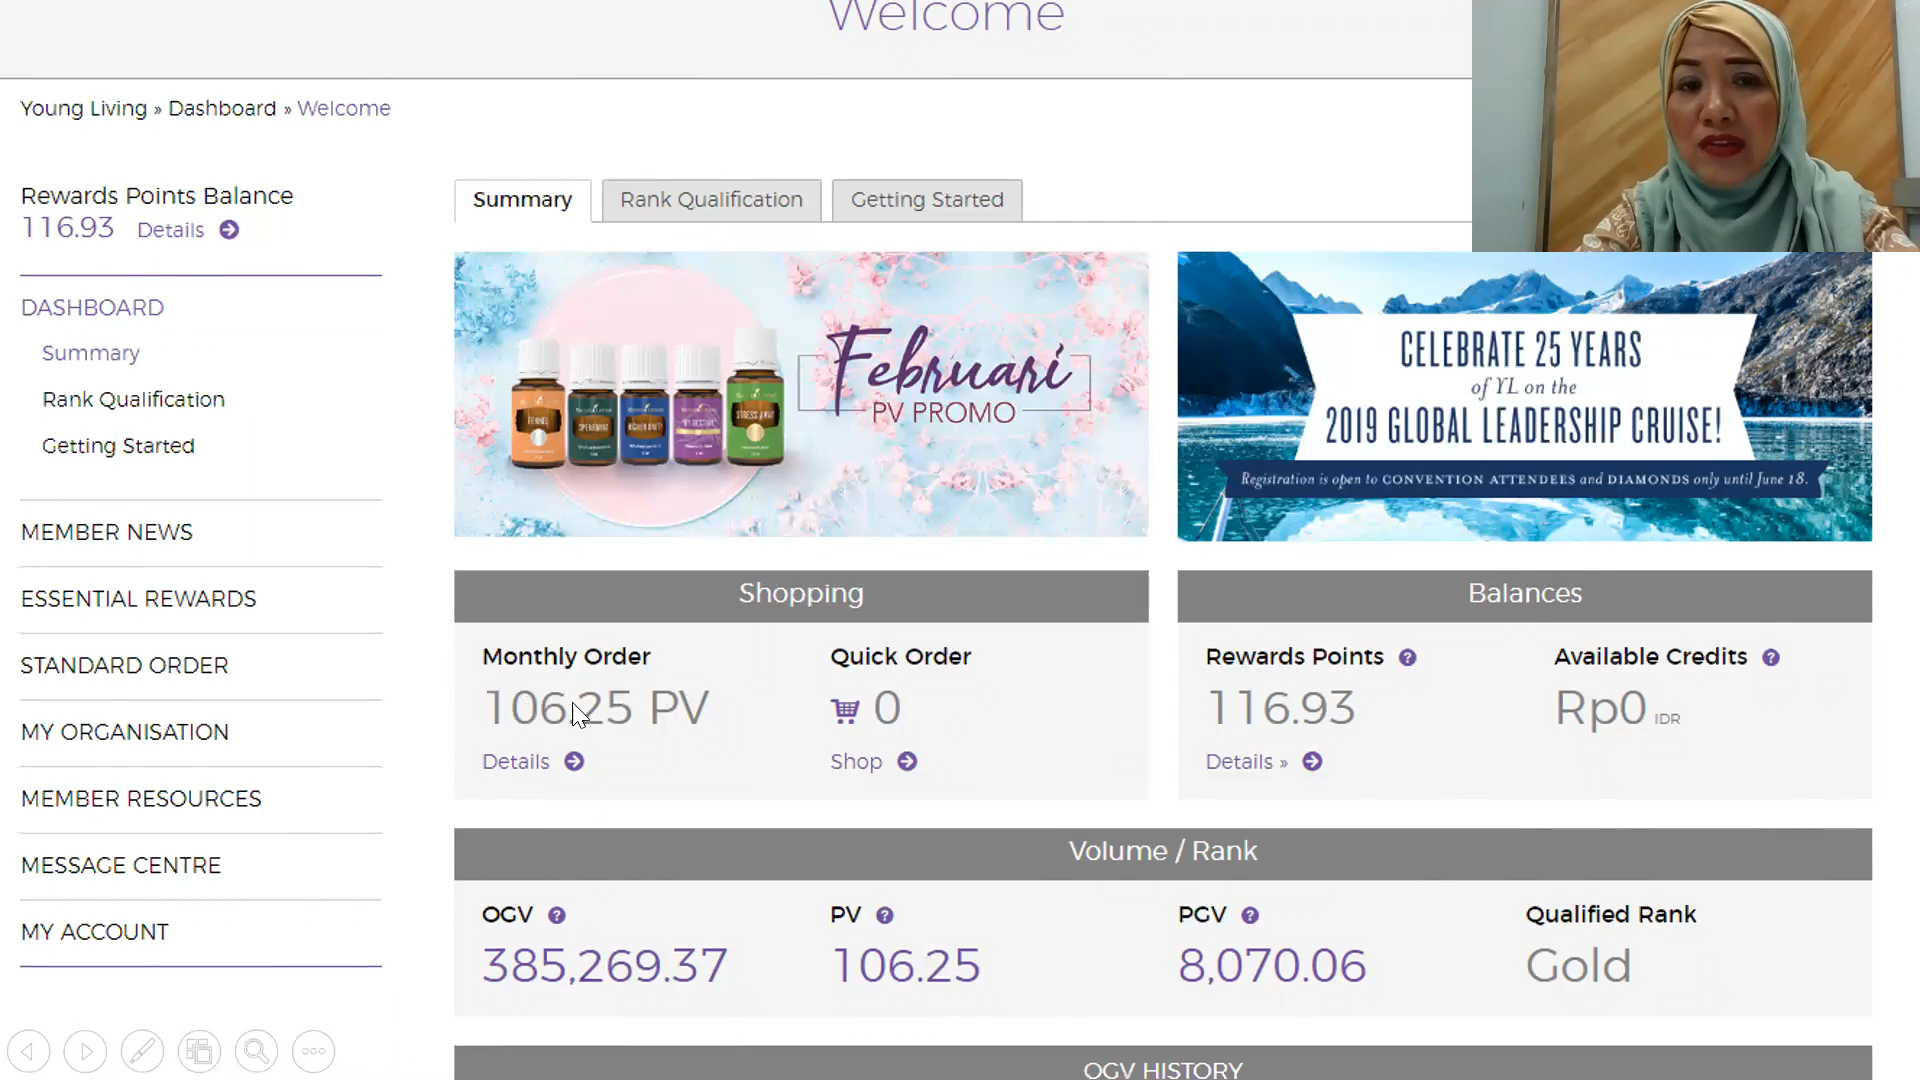 Welcome
Young Living » Dashboard » Welcome
Rewards Points Balance
116.93 Details
DASHBOARD
Summary
Rank Qualification
Getting Started
MEMBER NEWS
ESSENTIAL REWARDS
STANDARD ORDER
MY ORGANISATION
MEMBER RESOURCES
MESSAGE CENTRE
MY ACCOUNT
Summary
Rank Qualification
Getting Started
FENNEL
SPEARMINT
STRESS AWAY
Februari
PV PROMO
CELEBRATE 25 YEARS
of YL on the
2019 GLOBAL LEADERSHIP CRUISE!
Registration is open to CONVENTION ATTENDEES and DIAMONDS only until June 18.
Shopping
Monthly Order
106.25 PV
Details
Quick Order
0
Shop
Balances
Rewards Points ?
116.93
Details »
Available Credits ?
Rp0 IDR
Volume / Rank
OGV ?
385,269.37
PV ?
106.25
PGV ?
8,070.06
Qualified Rank
Gold
OGV HISTORY